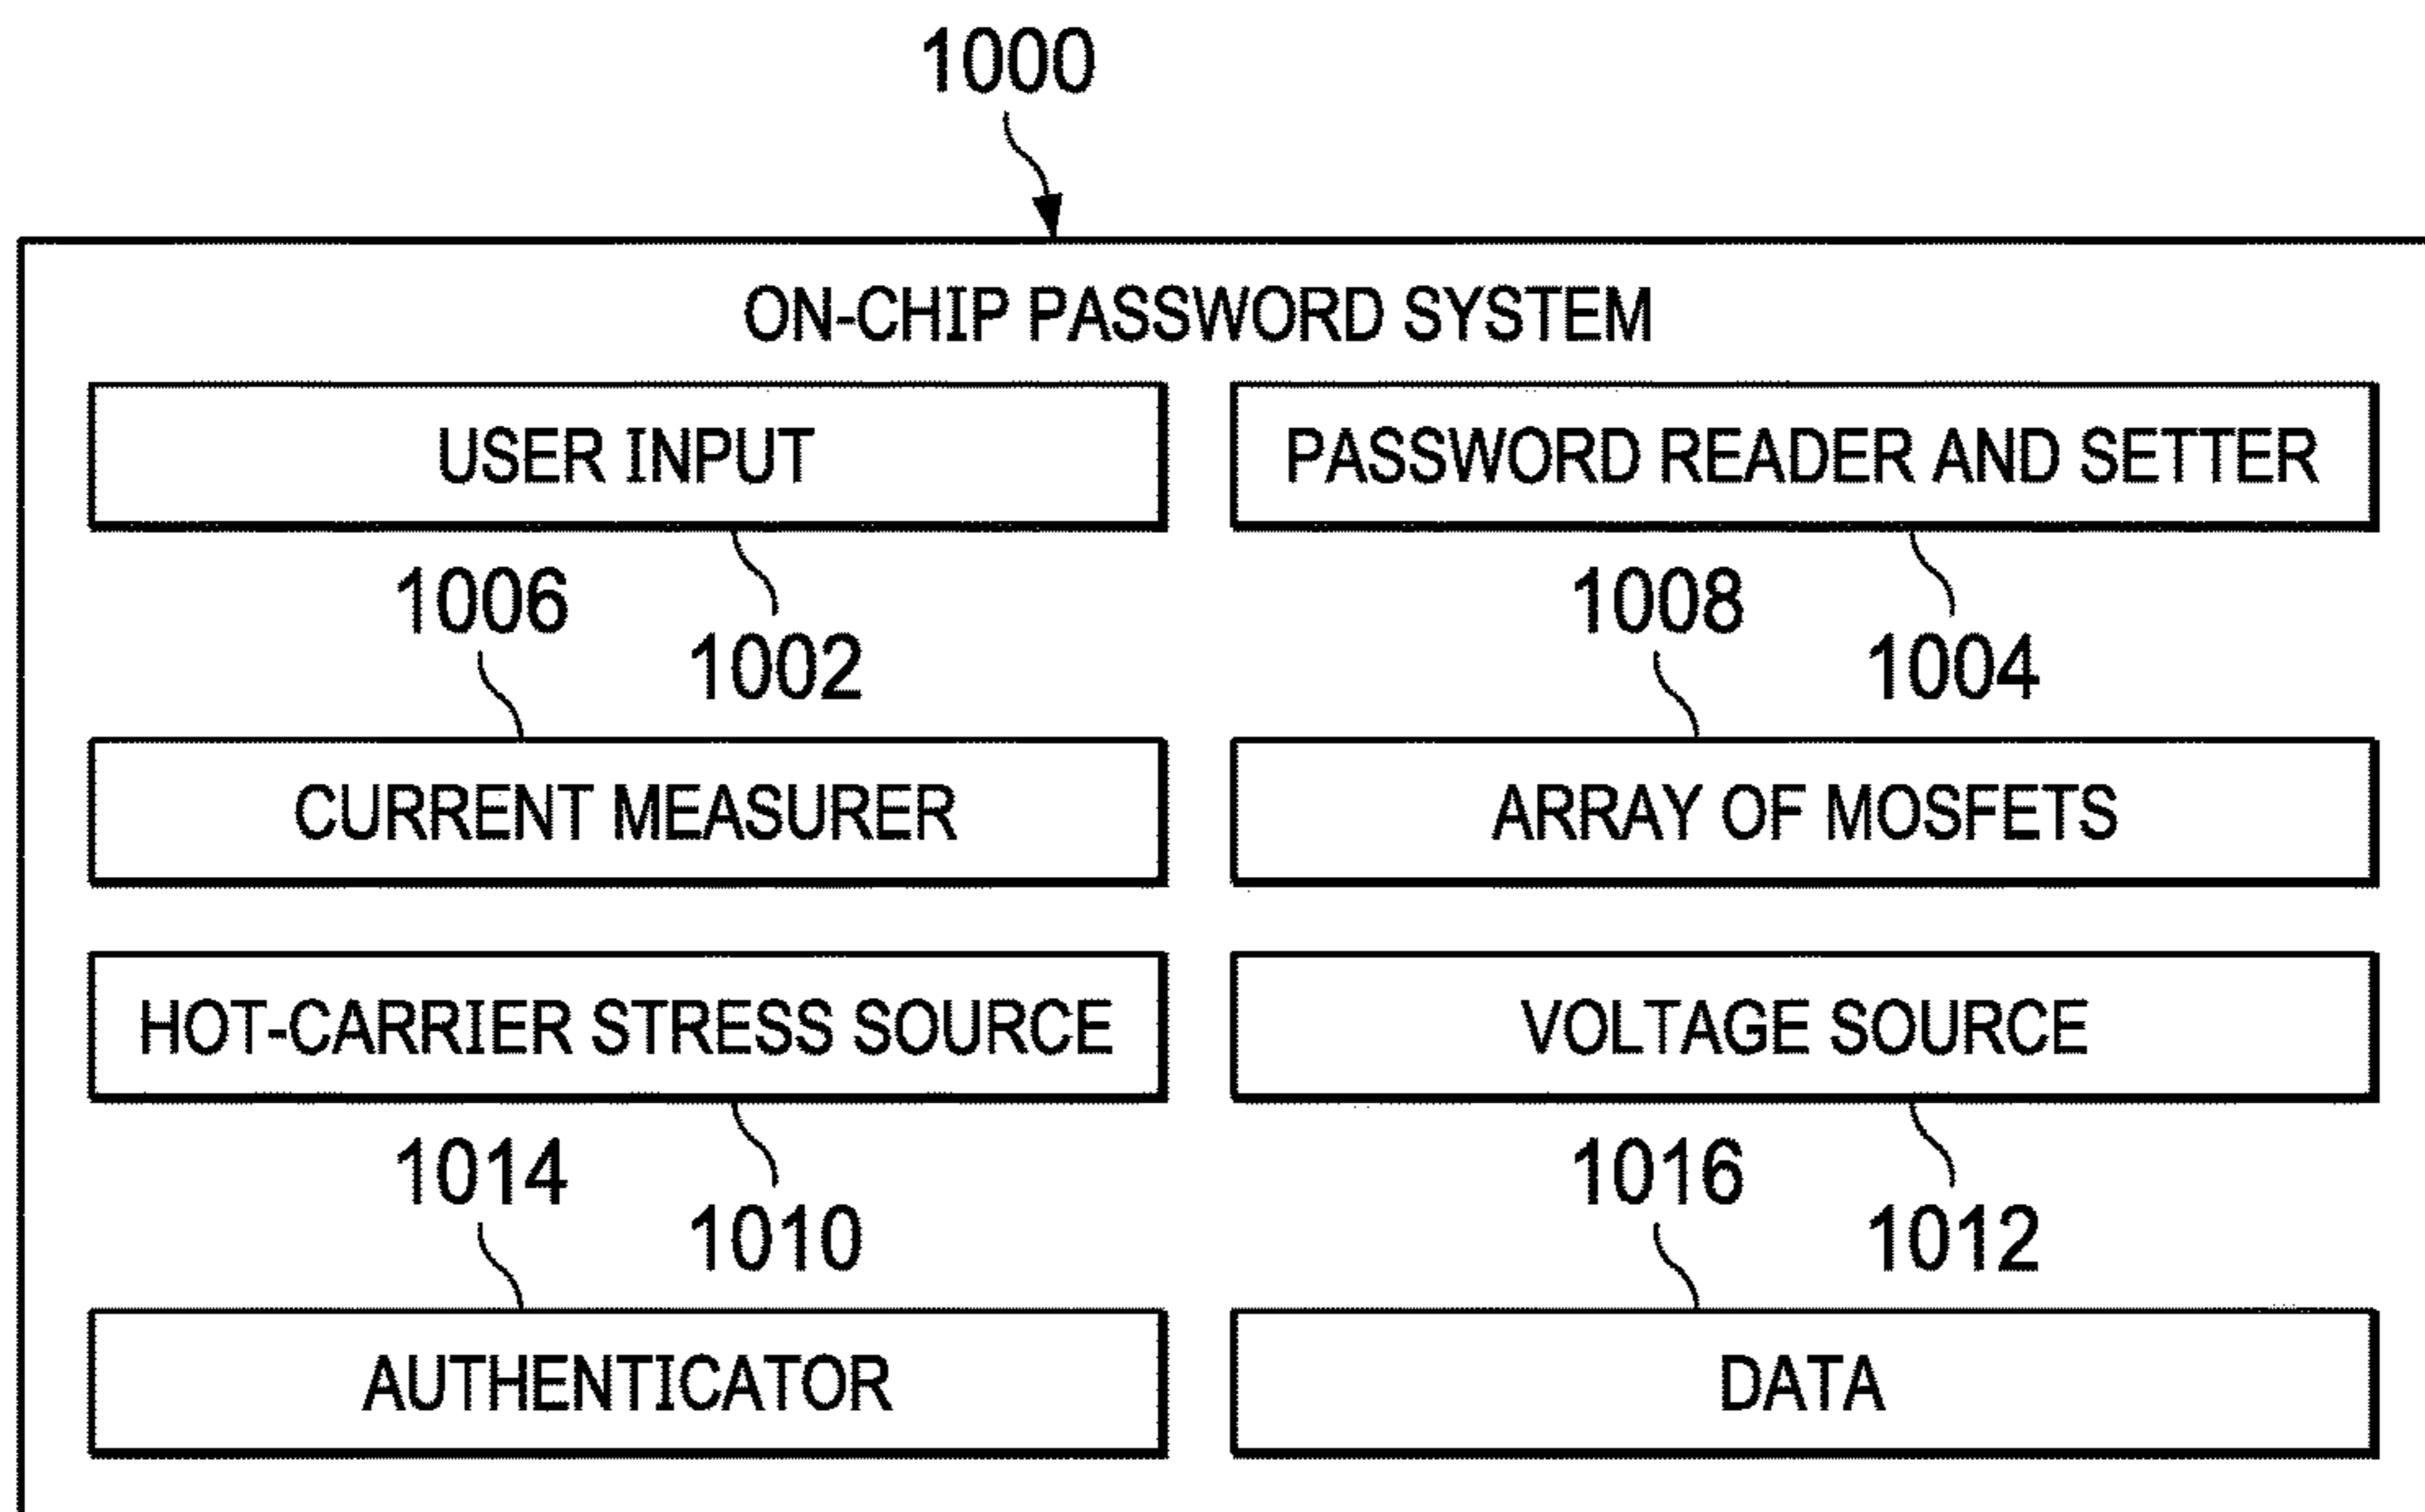 1000
ON-CHIP PASSWORD SYSTEM
USER INPUT
PASSWORD READER AND SETTER
1006
1002
1008
1004
CURRENT MEASURER
ARRAY OF MOSFETS
HOT-CARRIER STRESS SOURCE
VOLTAGE SOURCE
1014
1010
1016
1012
AUTHENTICATOR
DATA